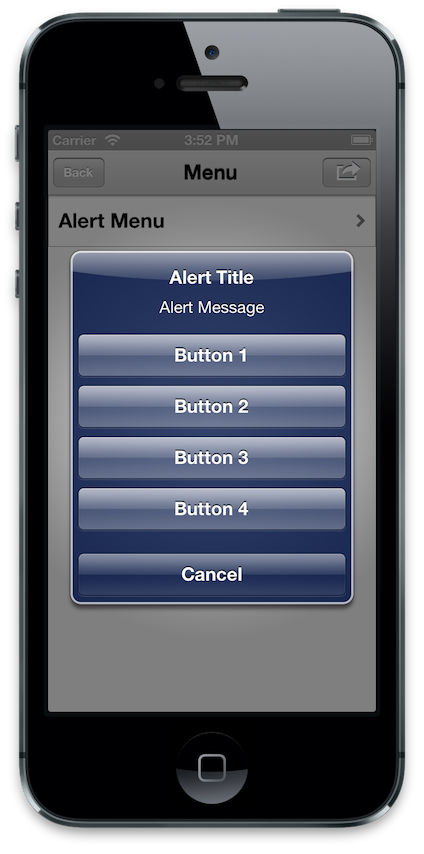 Carrier 3:52 PM
Back Menu
Alert Menu
Alert Title
Alert Message
Button 1
Button 2
Button 3
Button 4
Cancel